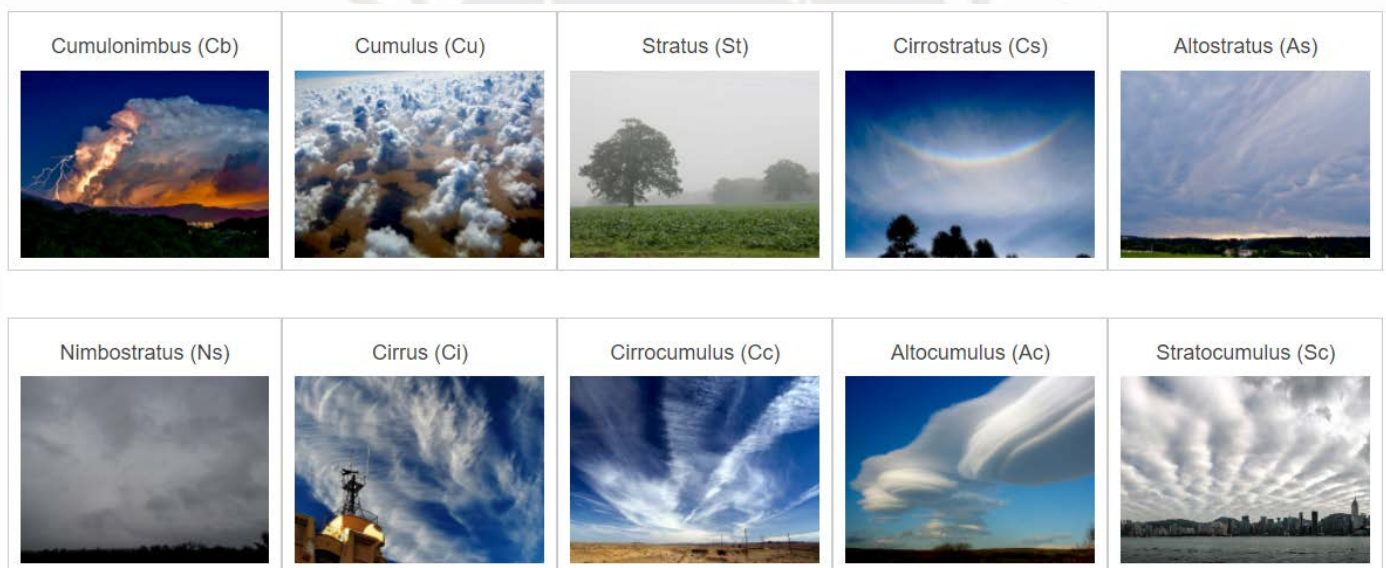 Cumulonimbus (Cb)
Cumulus (Cu)
Stratus (St)
Cirrostratus (Cs)
Altostratus (As)
Nimbostratus (Ns)
Cirrus (Ci)
Cirrocumulus (Cc)
Altocumulus (Ac)
Stratocumulus (Sc)